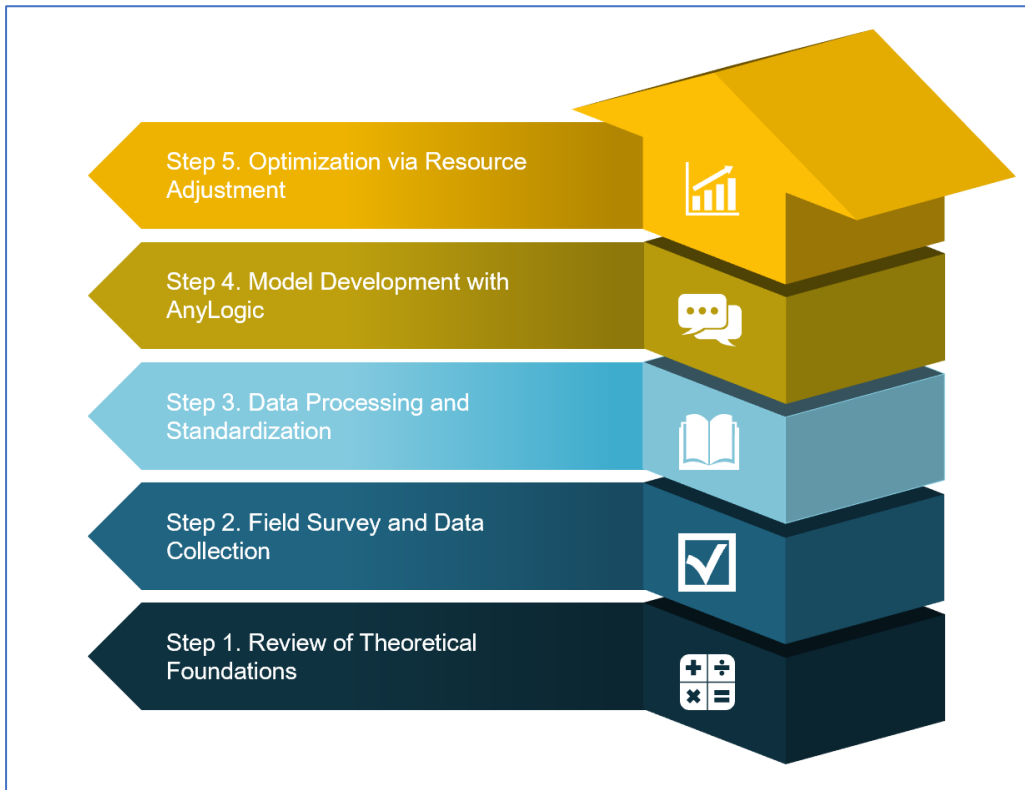 Step 5. Optimization via Resource
Adjustment
Step 4. Model Development with
AnyLogic
Step 3. Data Processing and
Standardization
Step 2. Field Survey and Data
Collection
Step 1. Review of Theoretical
Foundations